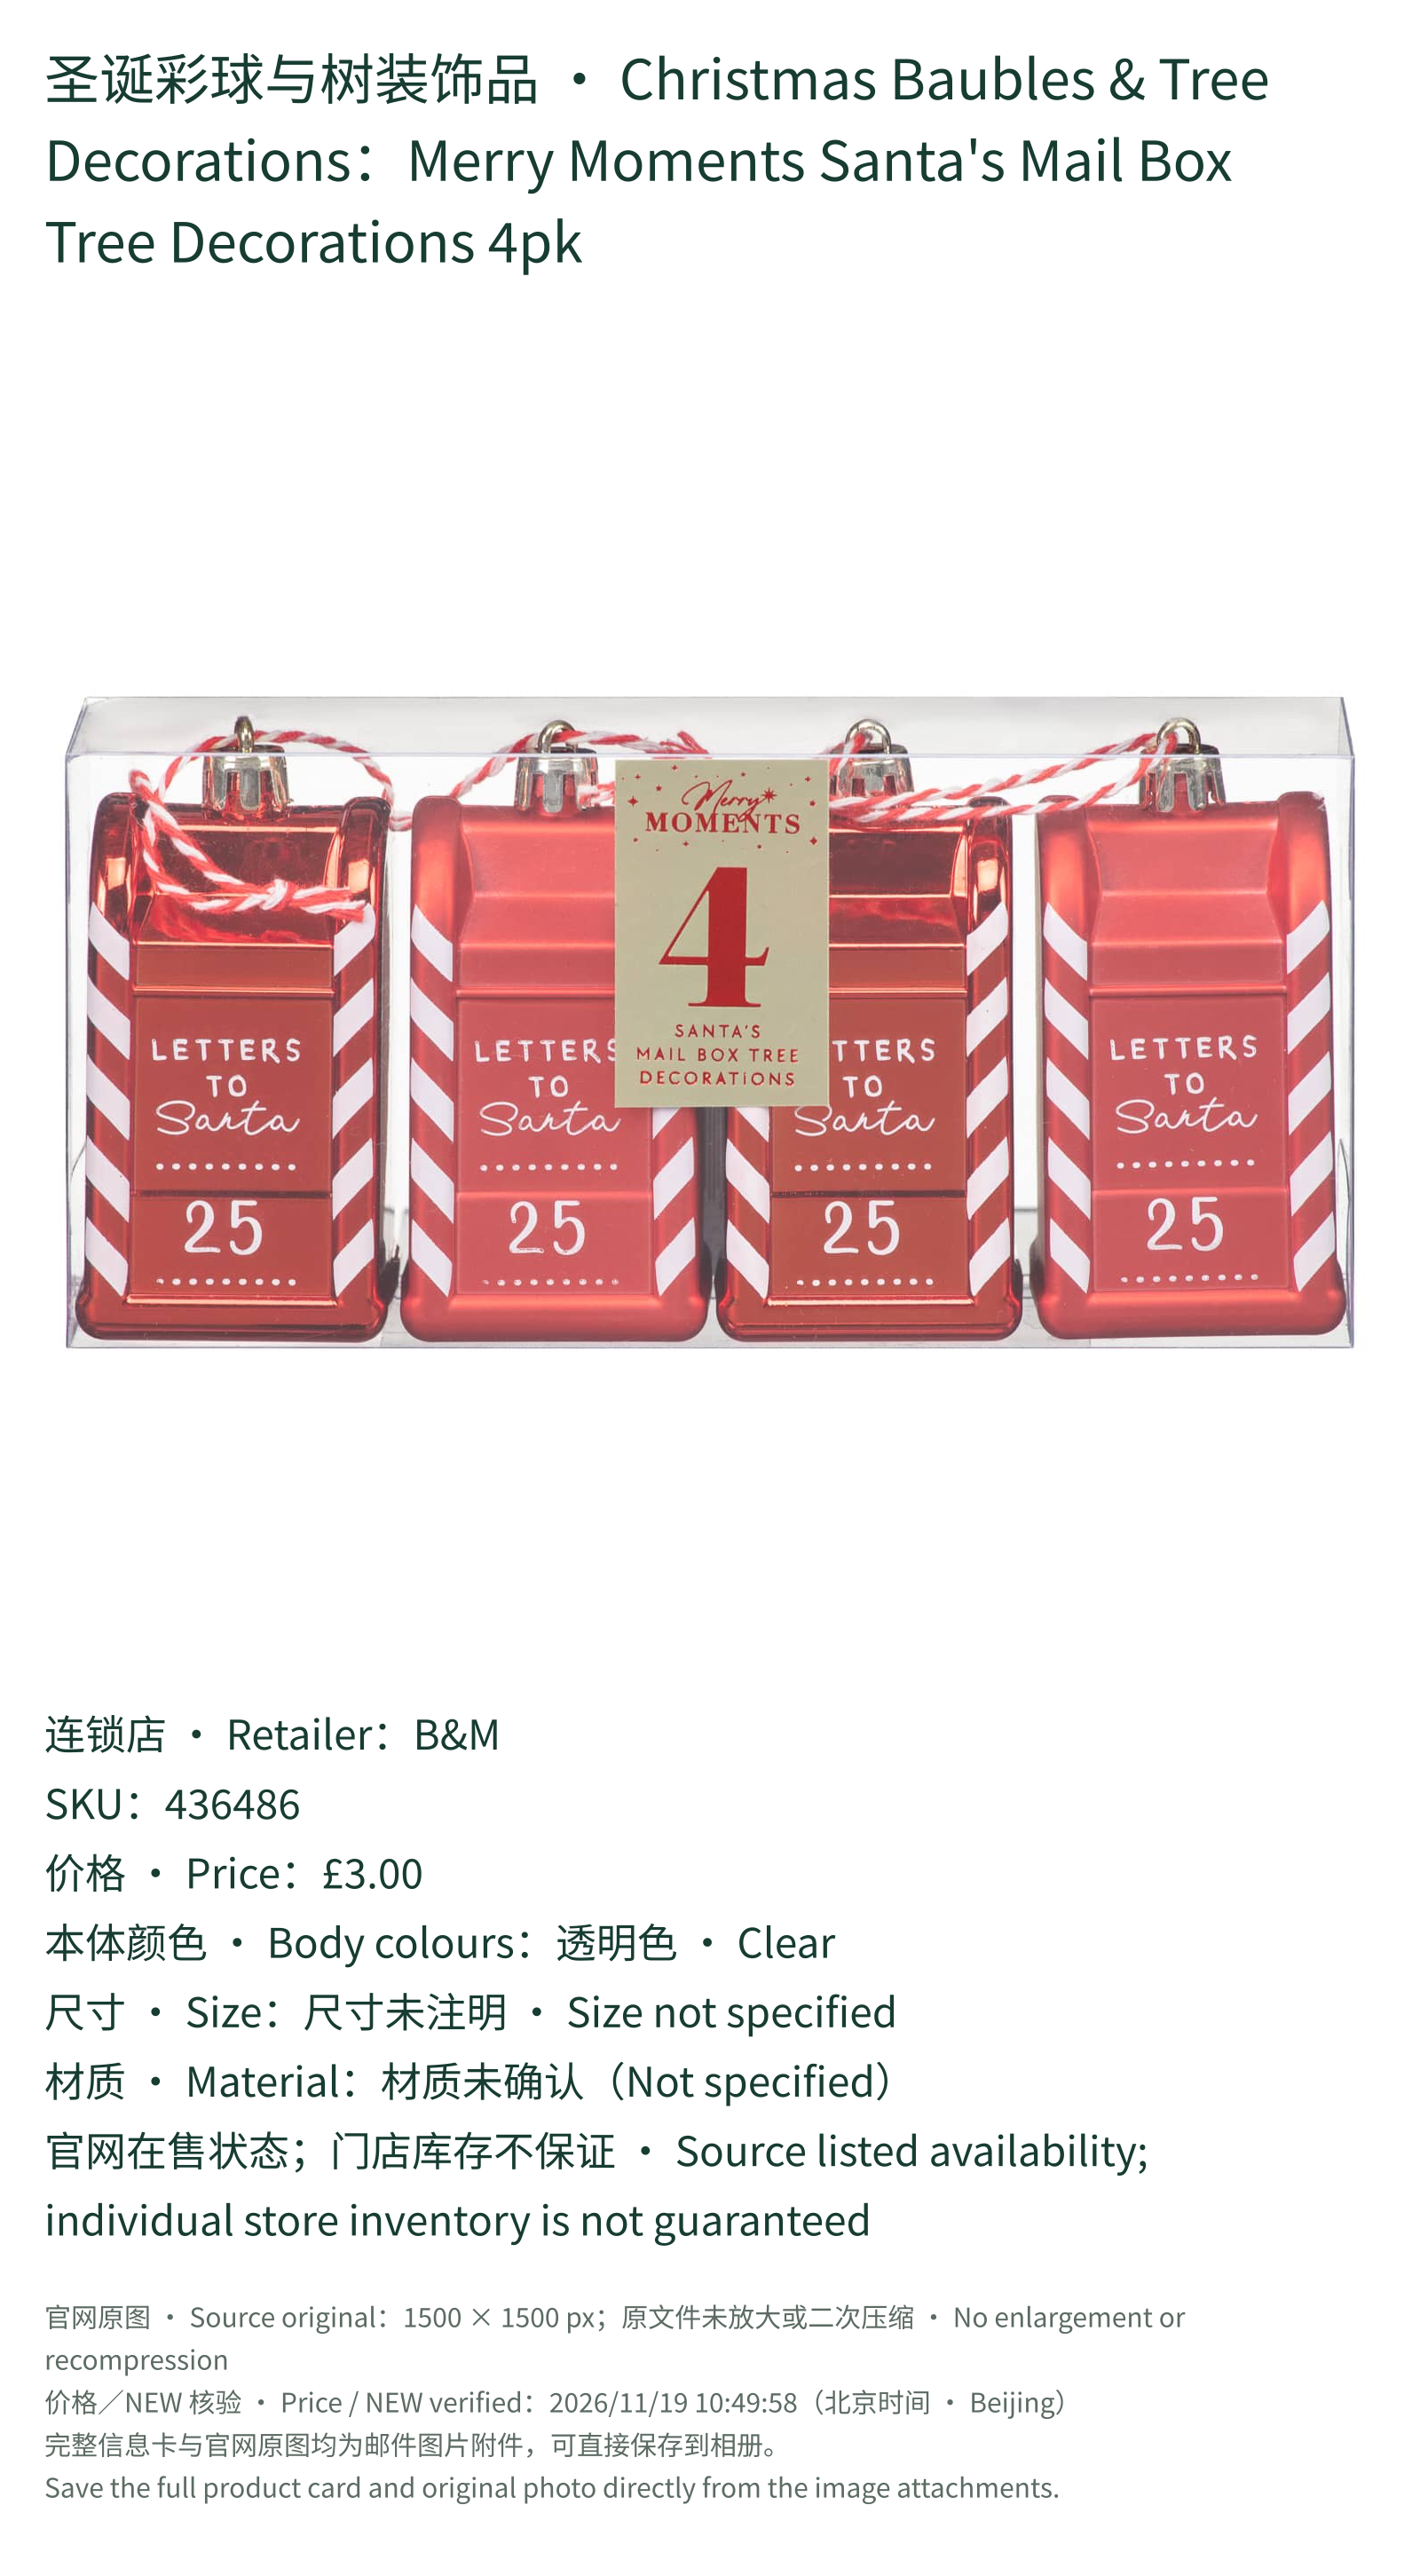 圣诞彩球与树装饰品 · Christmas Baubles & Tree
Decorations：Merry Moments Santa's Mail Box
Tree Decorations 4pk
Merry
MOMENTS
4
SANTA'S
MAIL BOX TREE
DECORATIONS
LETTERS
TO
Santa
25
LETTERS
TO
Santa
25
TTERS
TO
Santa
25
LETTERS
TO
Santa
25
连锁店 · Retailer：B&M
SKU：436486
价格 · Price：£3.00
本体颜色 · Body colours：透明色 · Clear
尺寸 · Size：尺寸未注明 · Size not specified
材质 · Material：材质未确认（Not specified）
官网在售状态；门店库存不保证 · Source listed availability;
individual store inventory is not guaranteed
官网原图 · Source original：1500 × 1500 px；原文件未放大或二次压缩 · No enlargement or
recompression
价格／NEW 核验 · Price / NEW verified：2026/11/19 10:49:58（北京时间 · Beijing）
完整信息卡与官网原图均为邮件图片附件，可直接保存到相册。
Save the full product card and original photo directly from the image attachments.